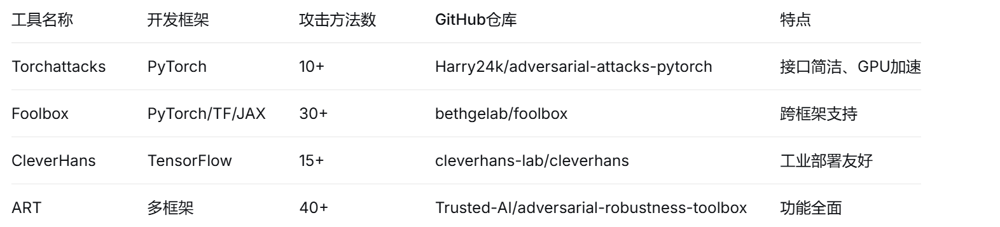 工具名称 开发框架 攻击方法数 GitHub仓库 特点
Torchattacks PyTorch 10+ Harry24k/adversarial-attacks-pytorch 接口简洁、GPU加速
Foolbox PyTorch/TF/JAX 30+ bethgelab/foolbox 跨框架支持
CleverHans TensorFlow 15+ cleverhans-lab/cleverhans 工业部署友好
ART 多框架 40+ Trusted-AI/adversarial-robustness-toolbox 功能全面